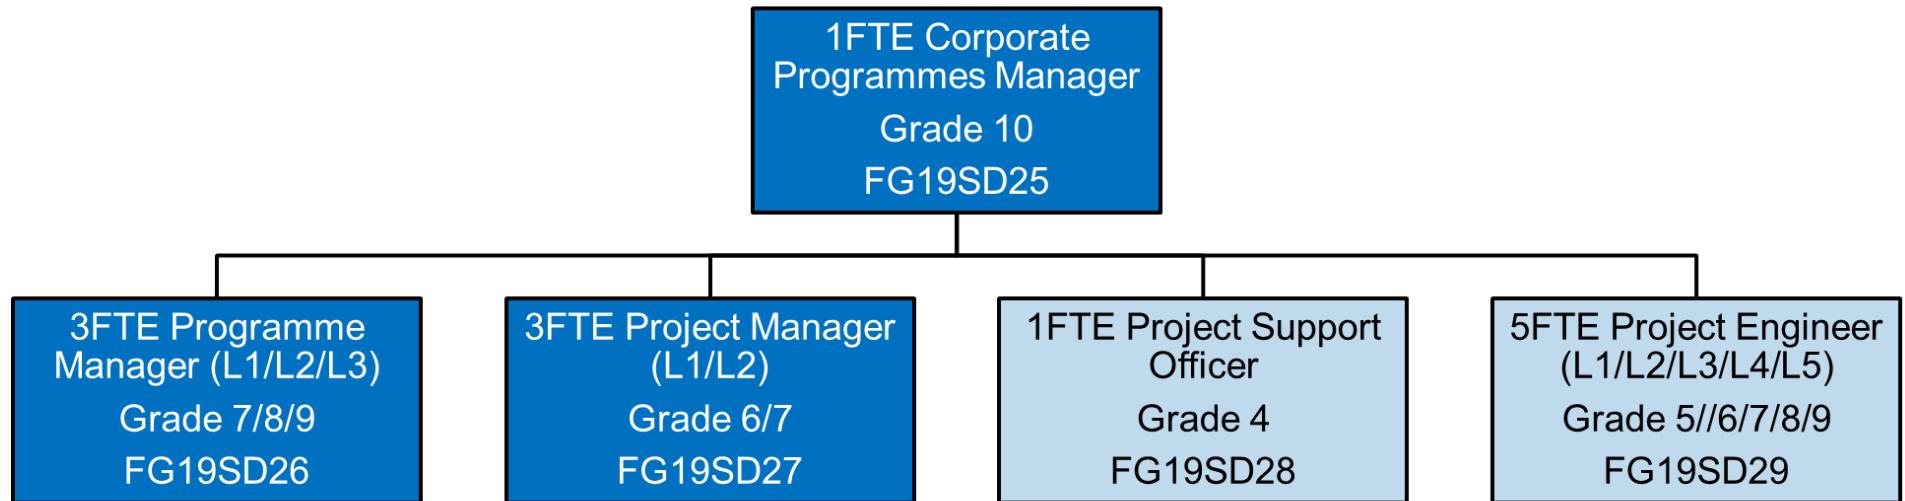 1FTE Corporate
Programmes Manager
Grade 10
FG19SD25
3FTE Programme
Manager (L1/L2/L3)
Grade 7/8/9
FG19SD26
3FTE Project Manager
(L1/L2)
Grade 6/7
FG19SD27
1FTE Project Support
Officer
Grade 4
FG19SD28
5FTE Project Engineer
(L1/L2/L3/L4/L5)
Grade 5//6/7/8/9
FG19SD29